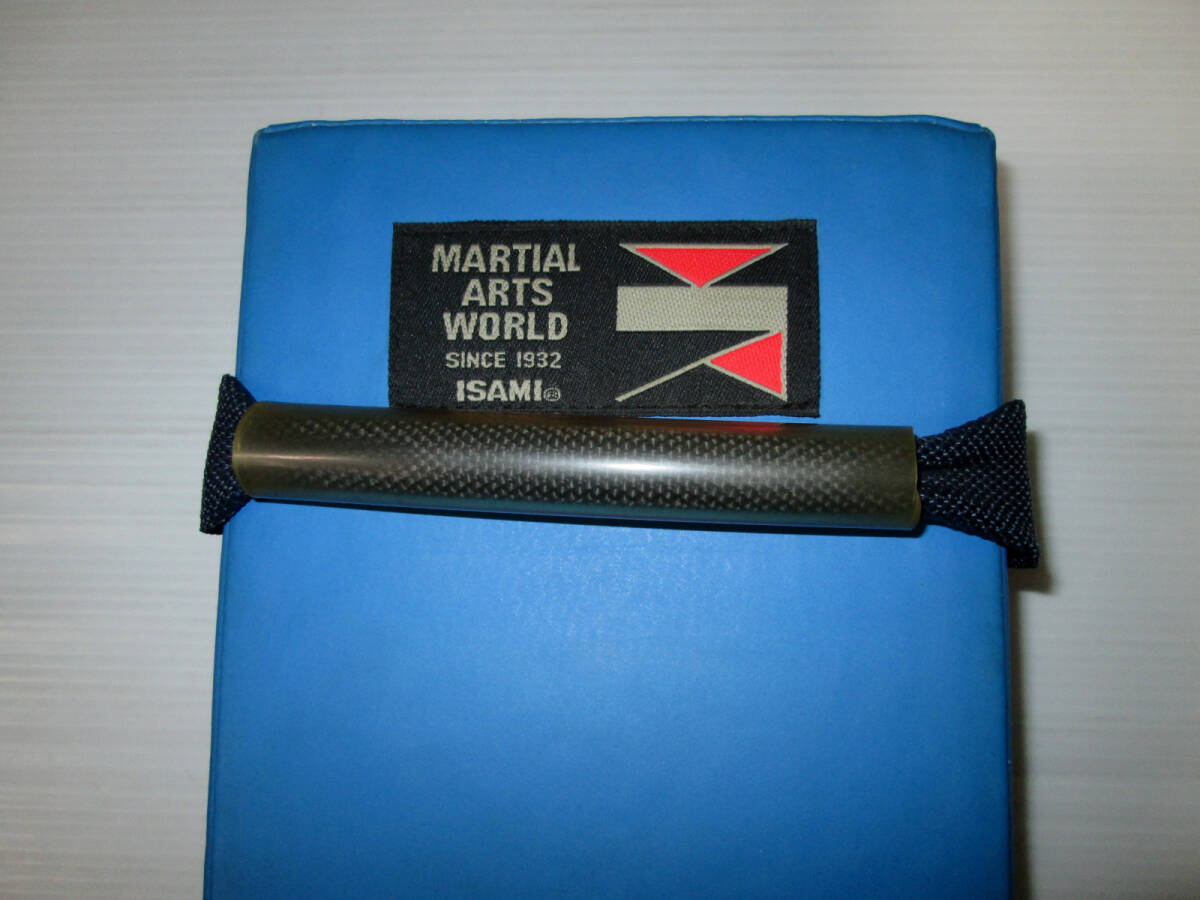 MARTIAL
ARTS
WORLD
SINCE 1932
ISAMI®